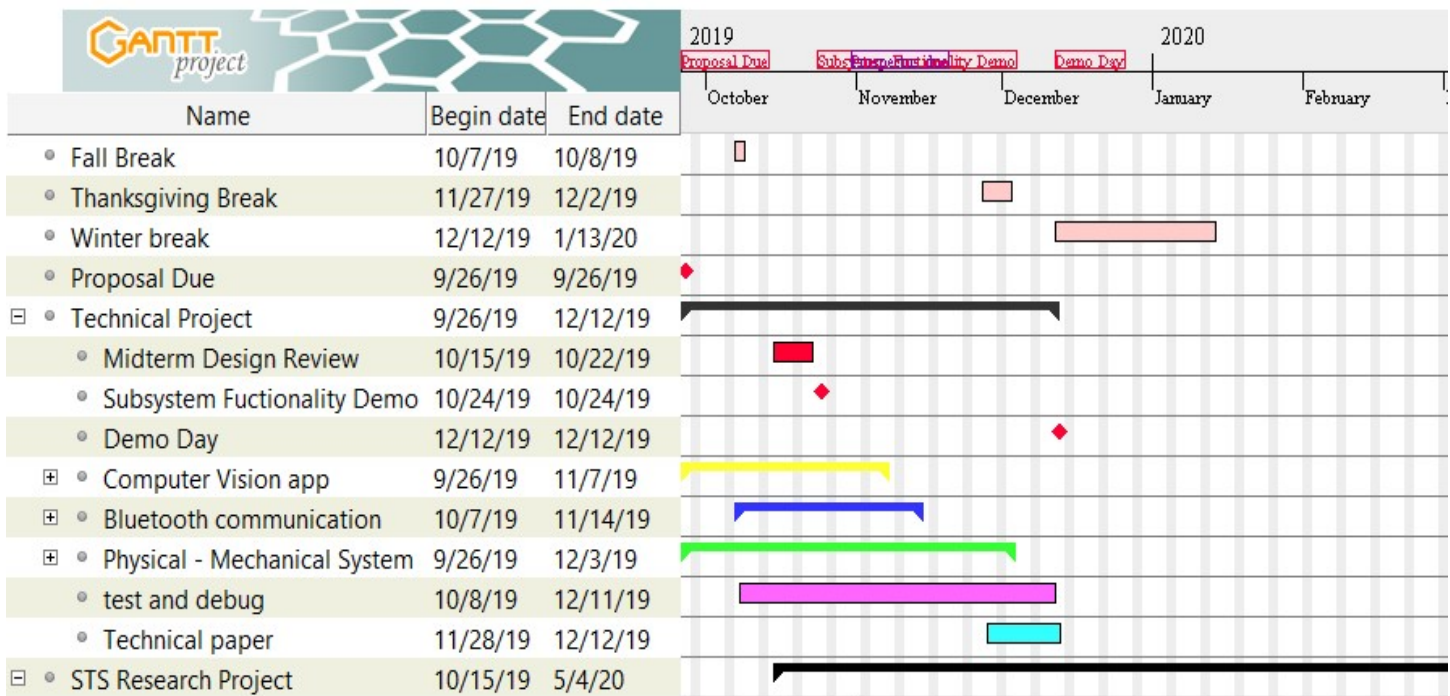 GANTT
project
2019
2020
Proposal Due
Demo Day
October
November
December
January
February
Name Begin date End date
Fall Break 10/7/19 10/8/19
Thanksgiving Break 11/27/19 12/2/19
Winter break 12/12/19 1/13/20
Proposal Due 9/26/19 9/26/19
Technical Project 9/26/19 12/12/19
Midterm Design Review 10/15/19 10/22/19
Subsystem Fuctionality Demo 10/24/19 10/24/19
Demo Day 12/12/19 12/12/19
Computer Vision app 9/26/19 11/7/19
Bluetooth communication 10/7/19 11/14/19
Physical - Mechanical System 9/26/19 12/3/19
test and debug 10/8/19 12/11/19
Technical paper 11/28/19 12/12/19
STS Research Project 10/15/19 5/4/20